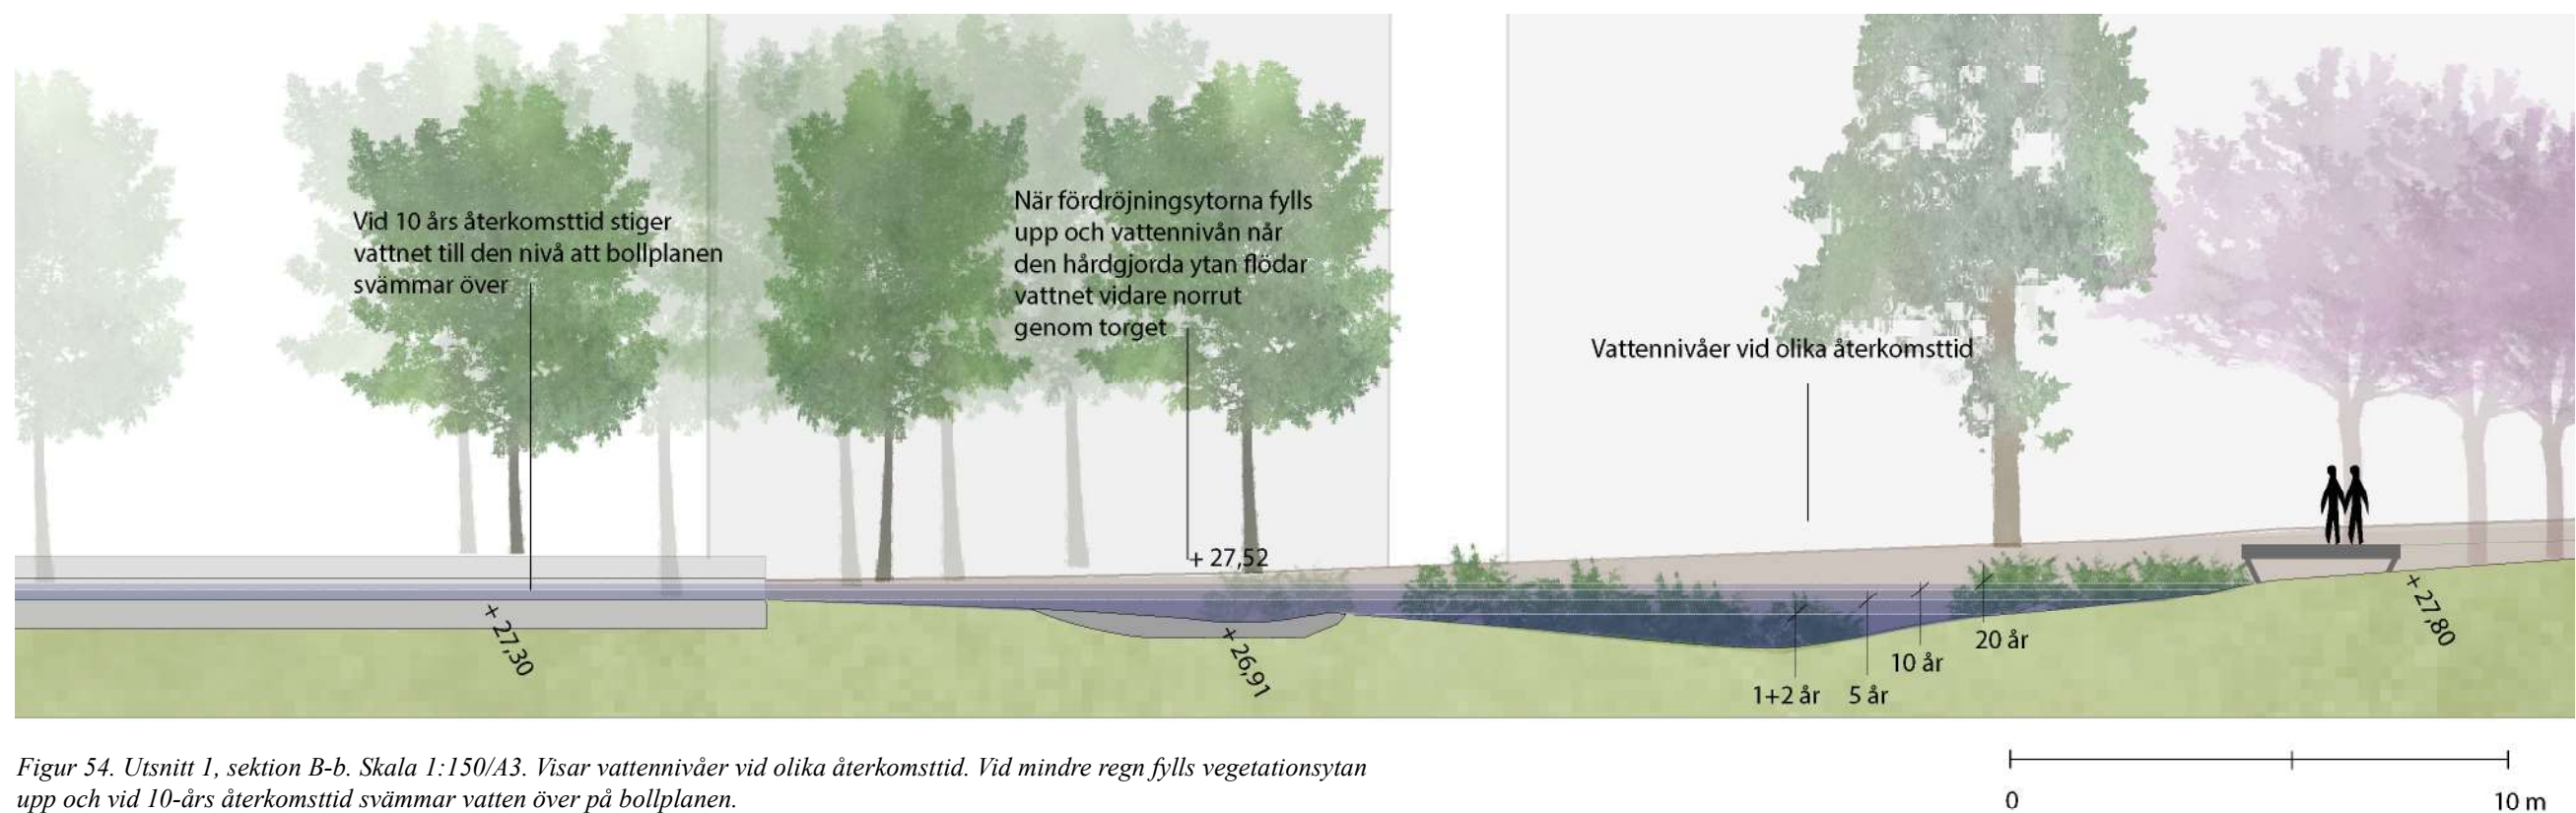 Vid 10 års återkomsttid stiger
vattnet till den nivå att bollplanen
svämmar över
När fördröjningsytorna fylls
upp och vattennivån når
den hårdgjorda ytan flödar
vattnet vidare norrut
genom torget
Vattennivåer vid olika återkomsttid
+ 27,52
+ 27,30
+ 26,91
+ 27,80
20 år
10 år
1+2 år
5 år
Figur 54. Utsnitt 1, sektion B-b. Skala 1:150/A3. Visar vattennivåer vid olika återkomsttid. Vid mindre regn fylls vegetationsytan
upp och vid 10-års återkomsttid svämmar vatten över på bollplanen.
0
10 m